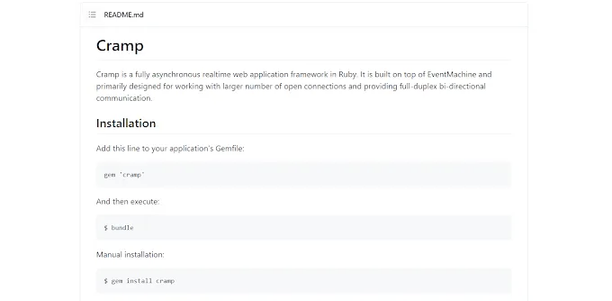 README.md
Cramp
Cramp is a fully asynchronous realtime web application framework in Ruby. It is built on top of EventMachine and
primarily designed for working with larger number of open connections and providing full-duplex bi-directional
communication.
Installation
Add this line to your application's Gemfile:
gem 'cramp'
And then execute:
$ bundle
Manual installation:
$ gem install cramp